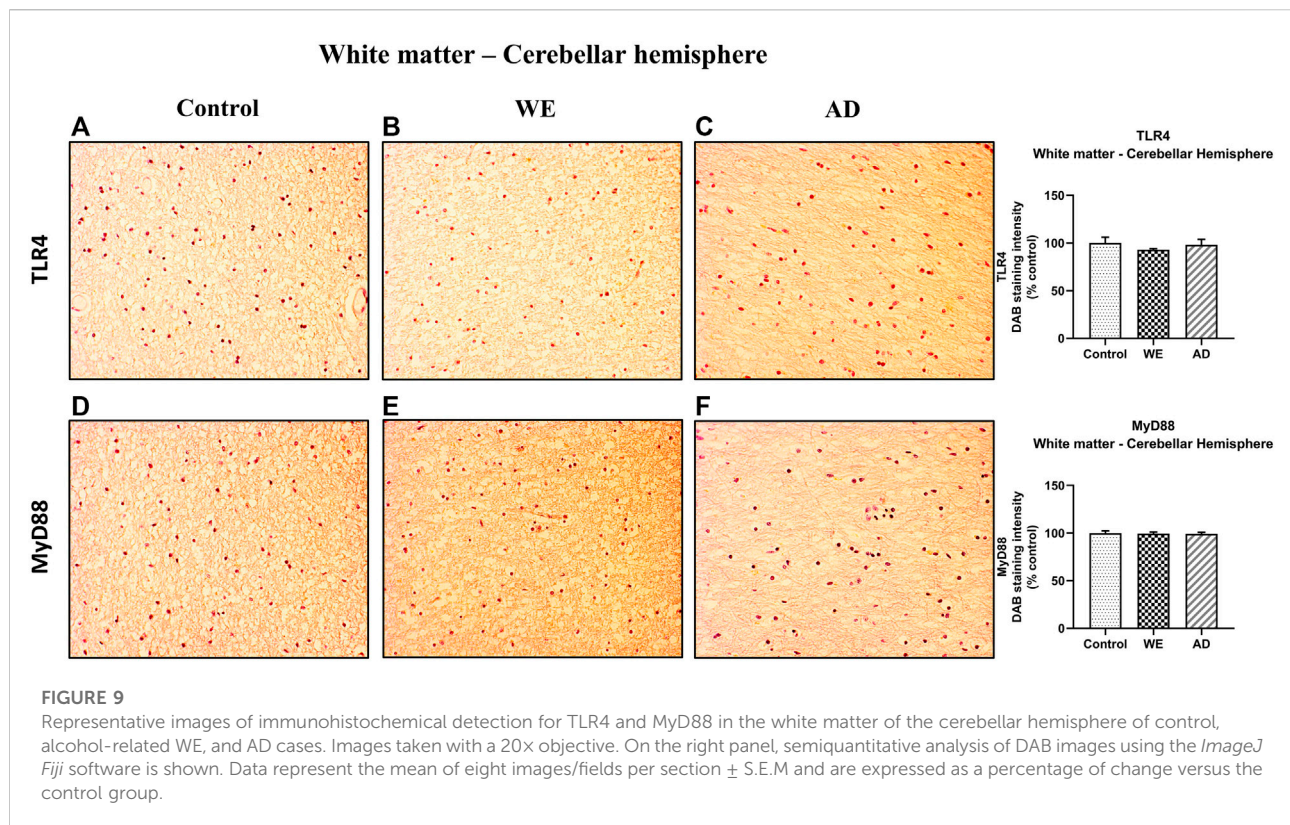 White matter – Cerebellar hemisphere
Control
WE
AD
A
B
C
TLR4
TLR4
White matter - Cerebellar Hemisphere
TLR4
DAB staining intensity
(% control)
150
100
50
0
Control WE AD
D
E
F
MyD88
MyD88
White matter - Cerebellar Hemisphere
MyD88
DAB staining intensity
(% control)
150
100
50
0
Control WE AD
FIGURE 9
Representative images of immunohistochemical detection for TLR4 and MyD88 in the white matter of the cerebellar hemisphere of control,
alcohol-related WE, and AD cases. Images taken with a 20× objective. On the right panel, semiquantitative analysis of DAB images using the ImageJ
Fiji software is shown. Data represent the mean of eight images/fields per section ± S.E.M and are expressed as a percentage of change versus the
control group.